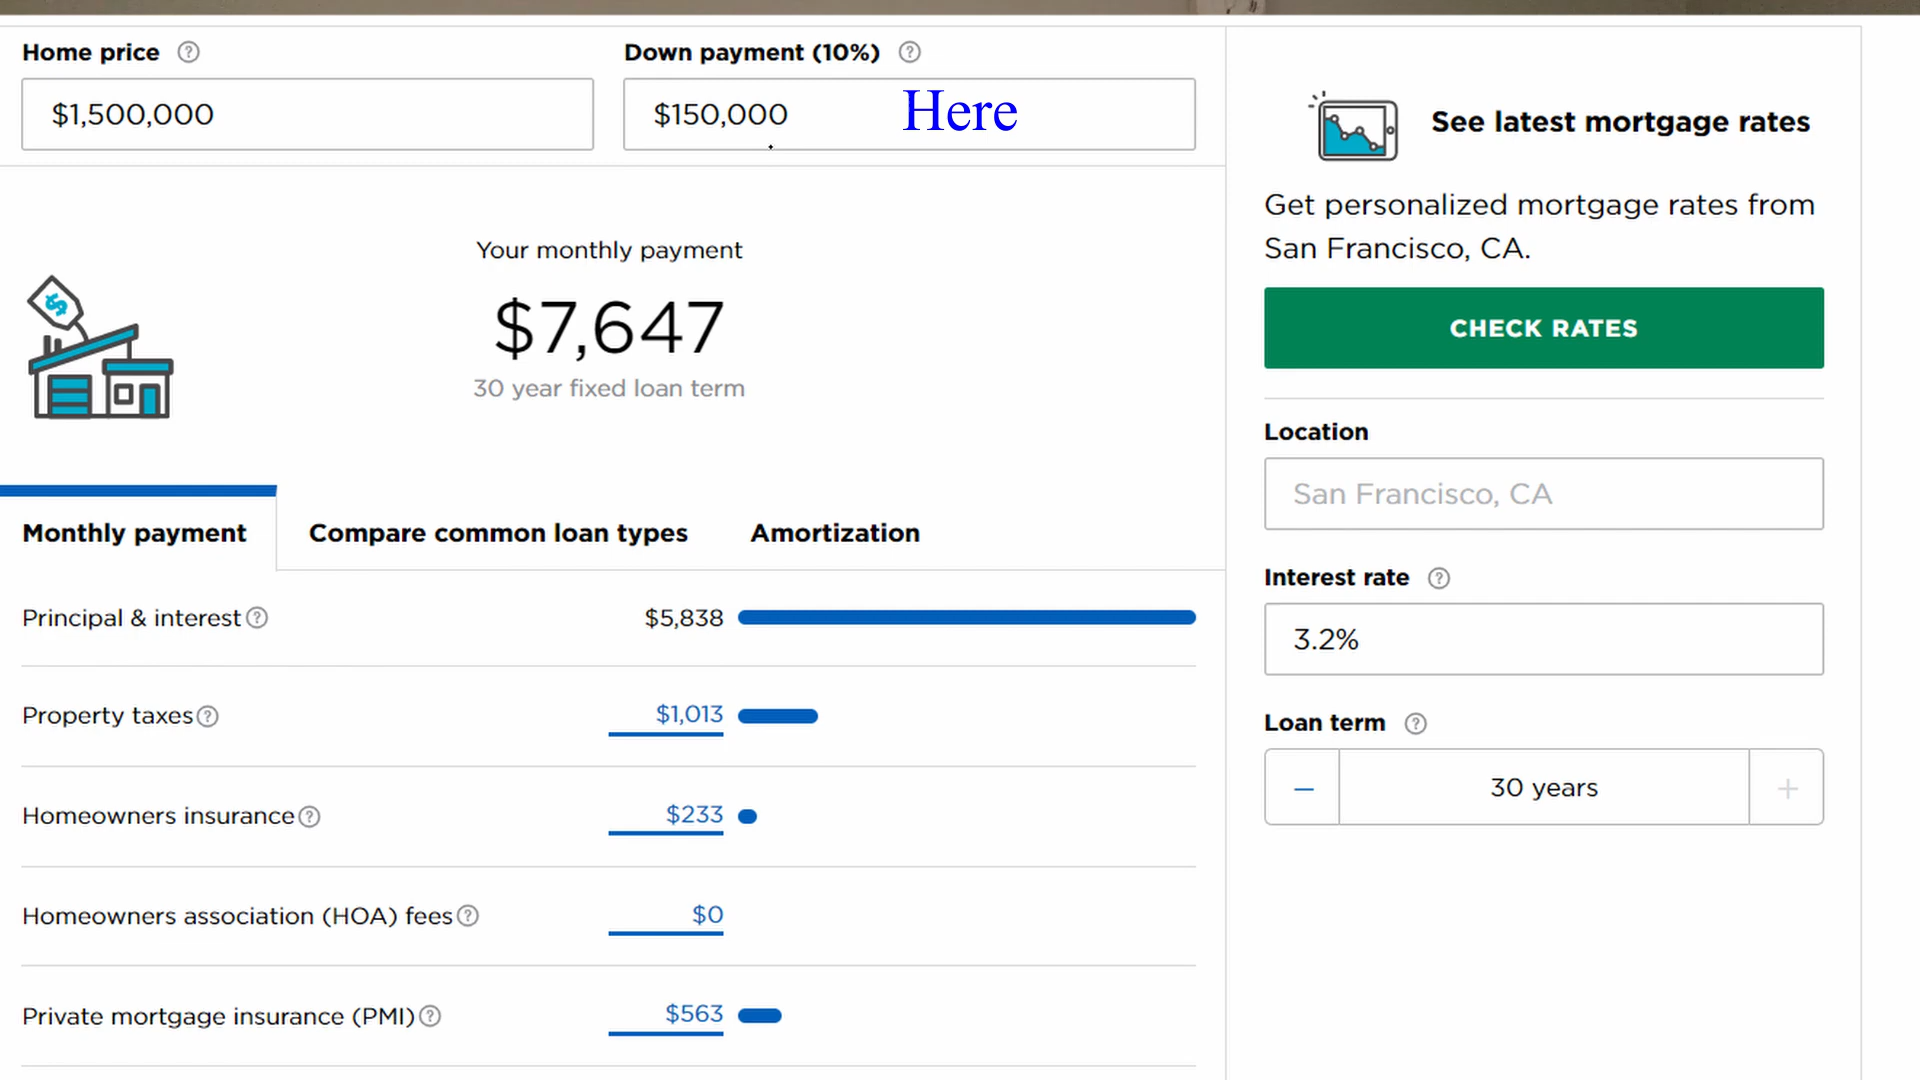 Home price
Down payment (10%)
$1,500,000
$150,000 Here
Your monthly payment
$7,647
30 year fixed loan term
Monthly payment
Compare common loan types
Amortization
Principal & interest $5,838
Property taxes $1,013
Homeowners insurance $233
Homeowners association (HOA) fees $0
Private mortgage insurance (PMI) $563
See latest mortgage rates
Get personalized mortgage rates from
San Francisco, CA.
CHECK RATES
Location
San Francisco, CA
Interest rate
3.2%
Loan term
30 years